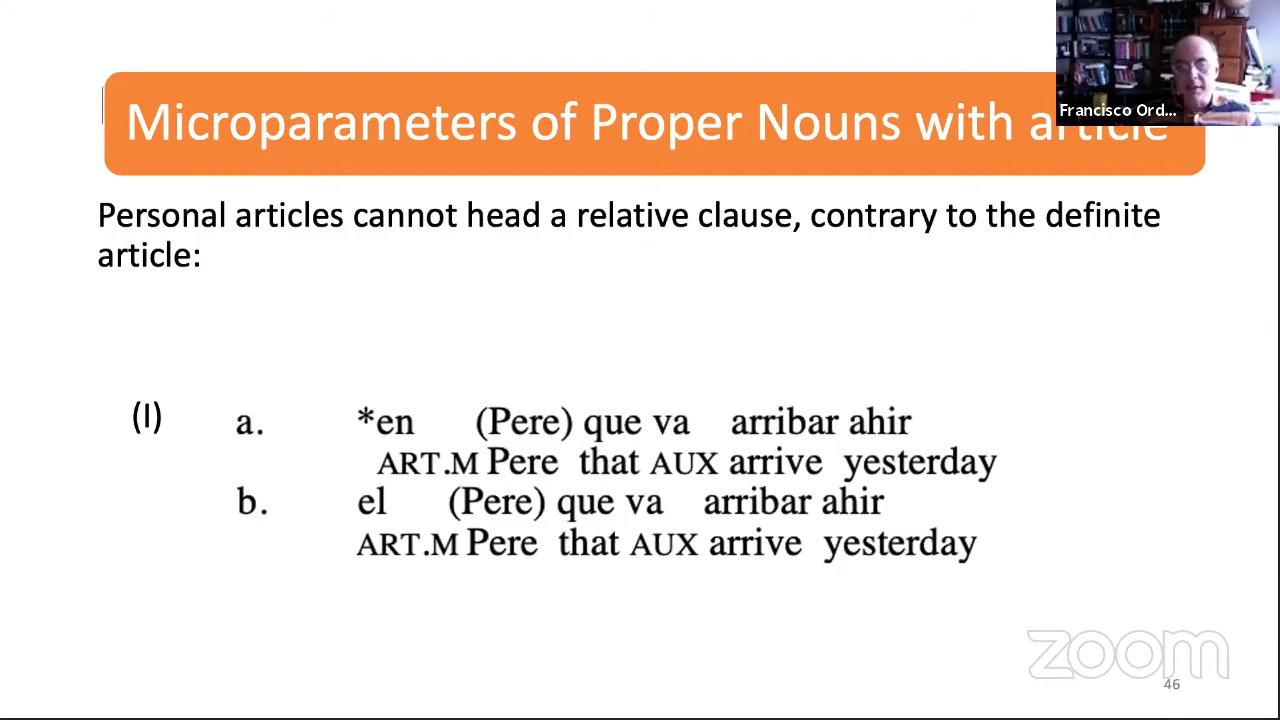 Microparameters of Proper Nouns with article
Francisco Ord...
Personal articles cannot head a relative clause, contrary to the definite
article:
(I) a. *en (Pere) que va arribar ahir
ART.M Pere that AUX arrive yesterday
b. el (Pere) que va arribar ahir
ART.M Pere that AUX arrive yesterday
zoom
46